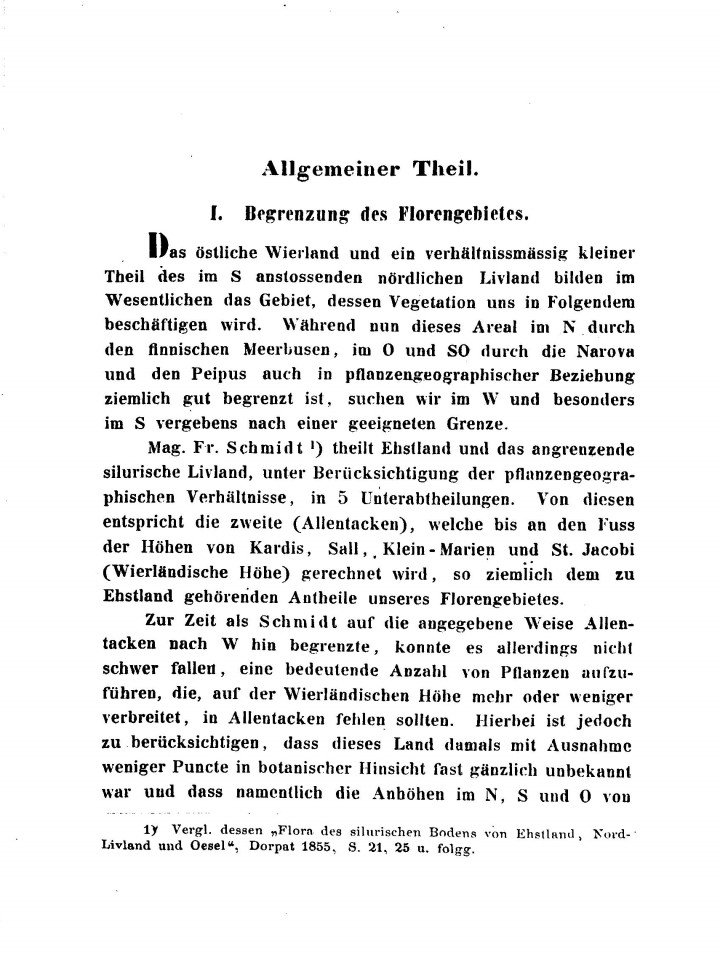 Allgemeiner Theil.
I. Begrenzung des Florengebietes.
Das östliche Wierland und ein verhältnissmässig kleiner
Theil des im S anstossenden nördlichen Livland bilden im
Wesentlichen das Gebiet, dessen Vegetation uns in Folgendem
beschäftigen wird. Während nun dieses Areal im N durch
den finnischen Meerbusen, im O und SO durch die Narova
und den Peipus auch in pflanzengeographischer Beziehung
ziemlich gut begrenzt ist, suchen wir im W und besonders
im S vergebens nach einer geeigneten Grenze.
Mag. Fr. Schmidt ¹) theilt Ehstland und das angrenzende
silurische Livland, unter Berücksichtigung der pflanzengeogra-
phischen Verhältnisse, in 5 Unterabtheilungen. Von diesen
entspricht die zweite (Allentacken), welche bis an den Fuss
der Höhen von Kardis, Sall, Klein-Marien und St. Jacobi
(Wierländische Höhe) gerechnet wird, so ziemlich dem zu
Ehstland gehörenden Antheile unseres Florengebietes.
Zur Zeit als Schmidt auf die angegebene Weise Allen-
tacken nach W hin begrenzte, konnte es allerdings nicht
schwer fallen, eine bedeutende Anzahl von Pflanzen aufzu-
führen, die, auf der Wierländischen Höhe mehr oder weniger
verbreitet, in Allentacken fehlen sollten. Hierbei ist jedoch
zu berücksichtigen, dass dieses Land damals mit Ausnahme
weniger Puncte in botanischer Hinsicht fast gänzlich unbekannt
war und dass namentlich die Anhöhen im N, S und O von
1) Vergl. dessen „Flora des silurischen Bodens von Ehstland, Nord-
Livland und Oesel“, Dorpat 1855, S. 21, 25 u. folgg.